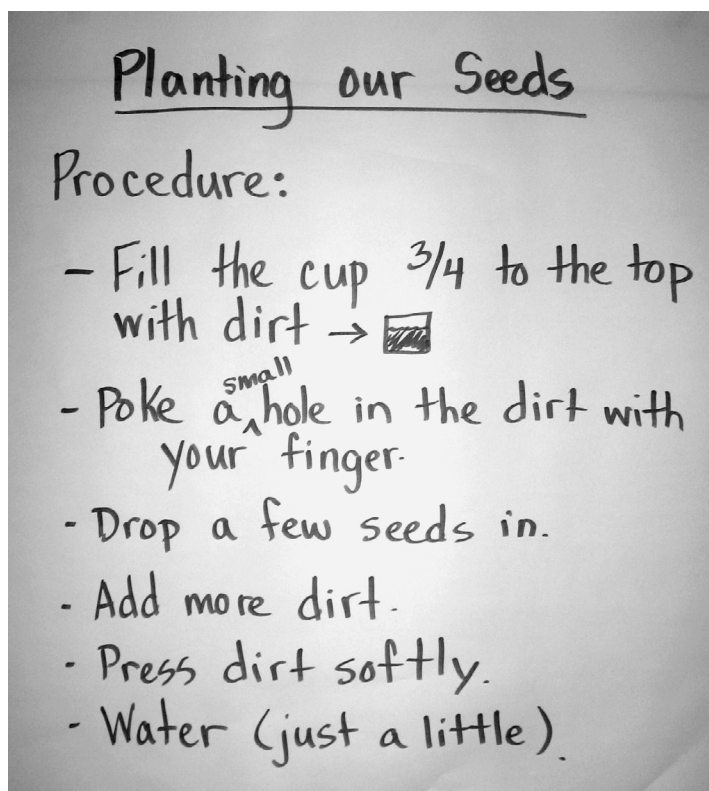 Planting our Seeds
Procedure:
- Fill the cup 3/4 to the top
with dirt →
- Poke a small hole in the dirt with
your finger.
- Drop a few seeds in.
- Add more dirt.
- Press dirt softly.
- Water (just a little).